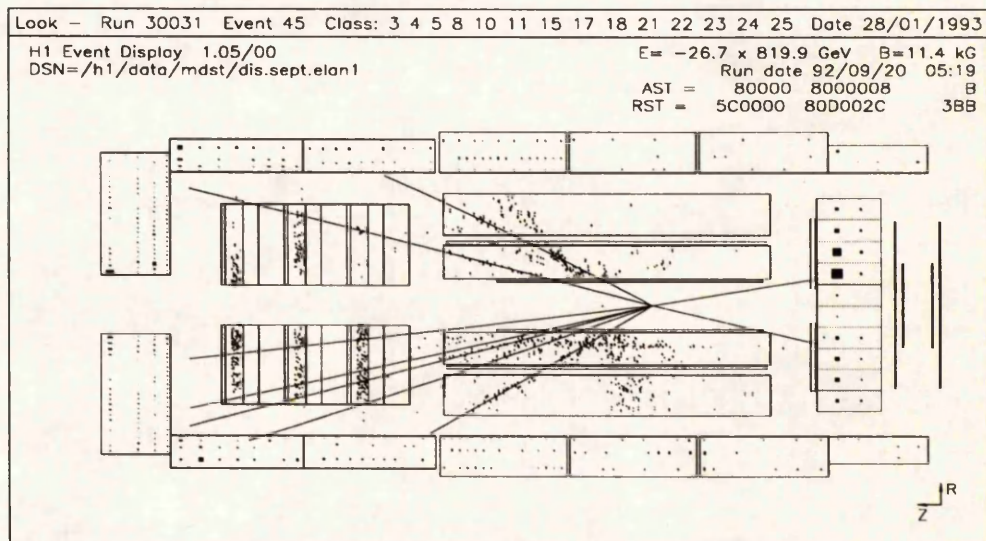 Look – Run 30031 Event 45 Class: 3 4 5 8 10 11 15 17 18 21 22 23 24 25 Date 28/01/1993
H1 Event Display 1.05/00
DSN=/h1/data/mdst/dis.sept.elan1
E= -26.7 x 819.9 GeV B=11.4 kG
Run date 92/09/20 05:19
AST = 80000 8000008 B
RST = 5C0000 80D002C 3BB
R
Z